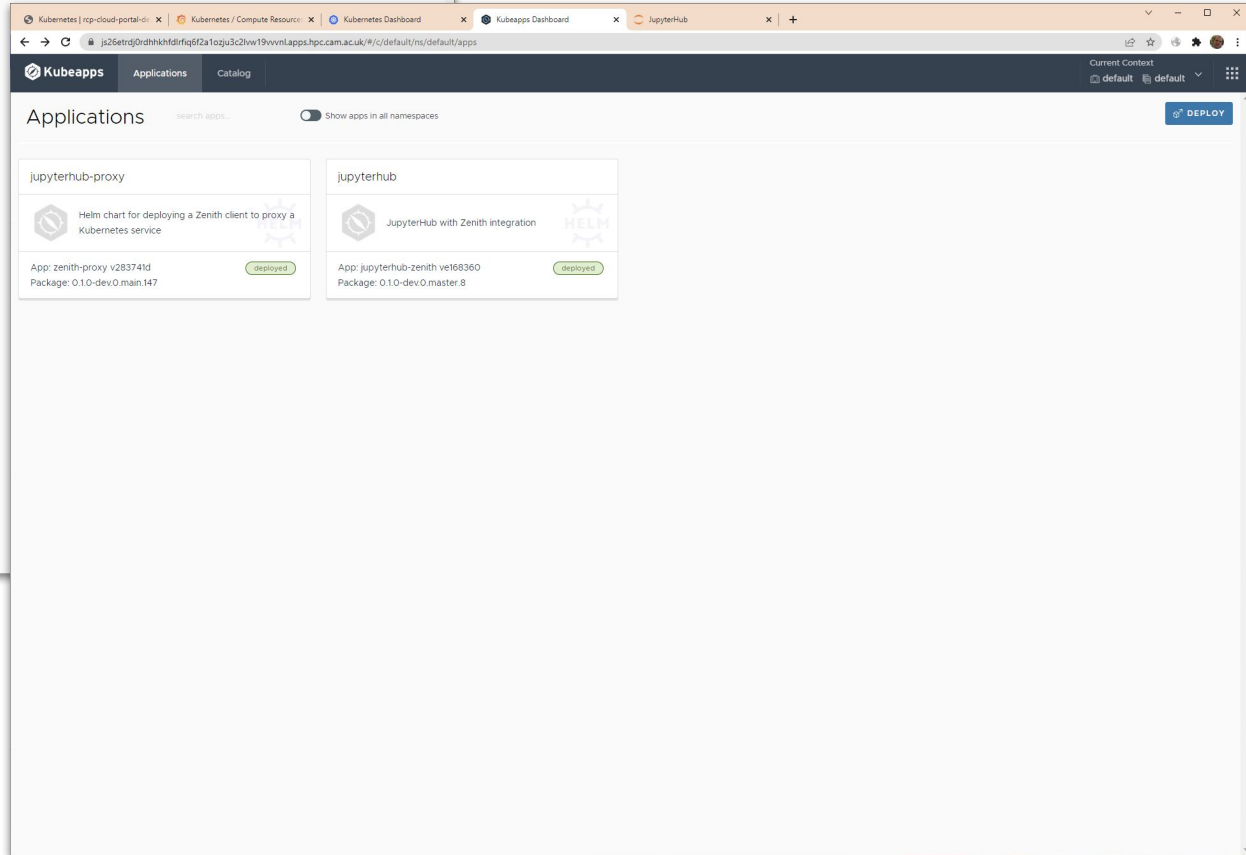 Kubernetes | rcp-cloud-portal-de
Kubernetes / Compute Resource
Kubernetes Dashboard
Kubeapps Dashboard
JupyterHub
js26etrdj0rdhhkhfdlrfiq6f2a1ozju3c2lvw19vvvnl.apps.hpc.cam.ac.uk/#/c/default/ns/default/apps
Kubeapps
Applications
Catalog
Current Context
default default
Applications
search apps...
Show apps in all namespaces
DEPLOY
jupyterhub-proxy
Helm chart for deploying a Zenith client to proxy a
Kubernetes service
HELM
App: zenith-proxy v283741d
deployed
Package: 0.1.0-dev.0.main.147
jupyterhub
JupyterHub with Zenith integration
HELM
App: jupyterhub-zenith ve168360
deployed
Package: 0.1.0-dev.0.master.8